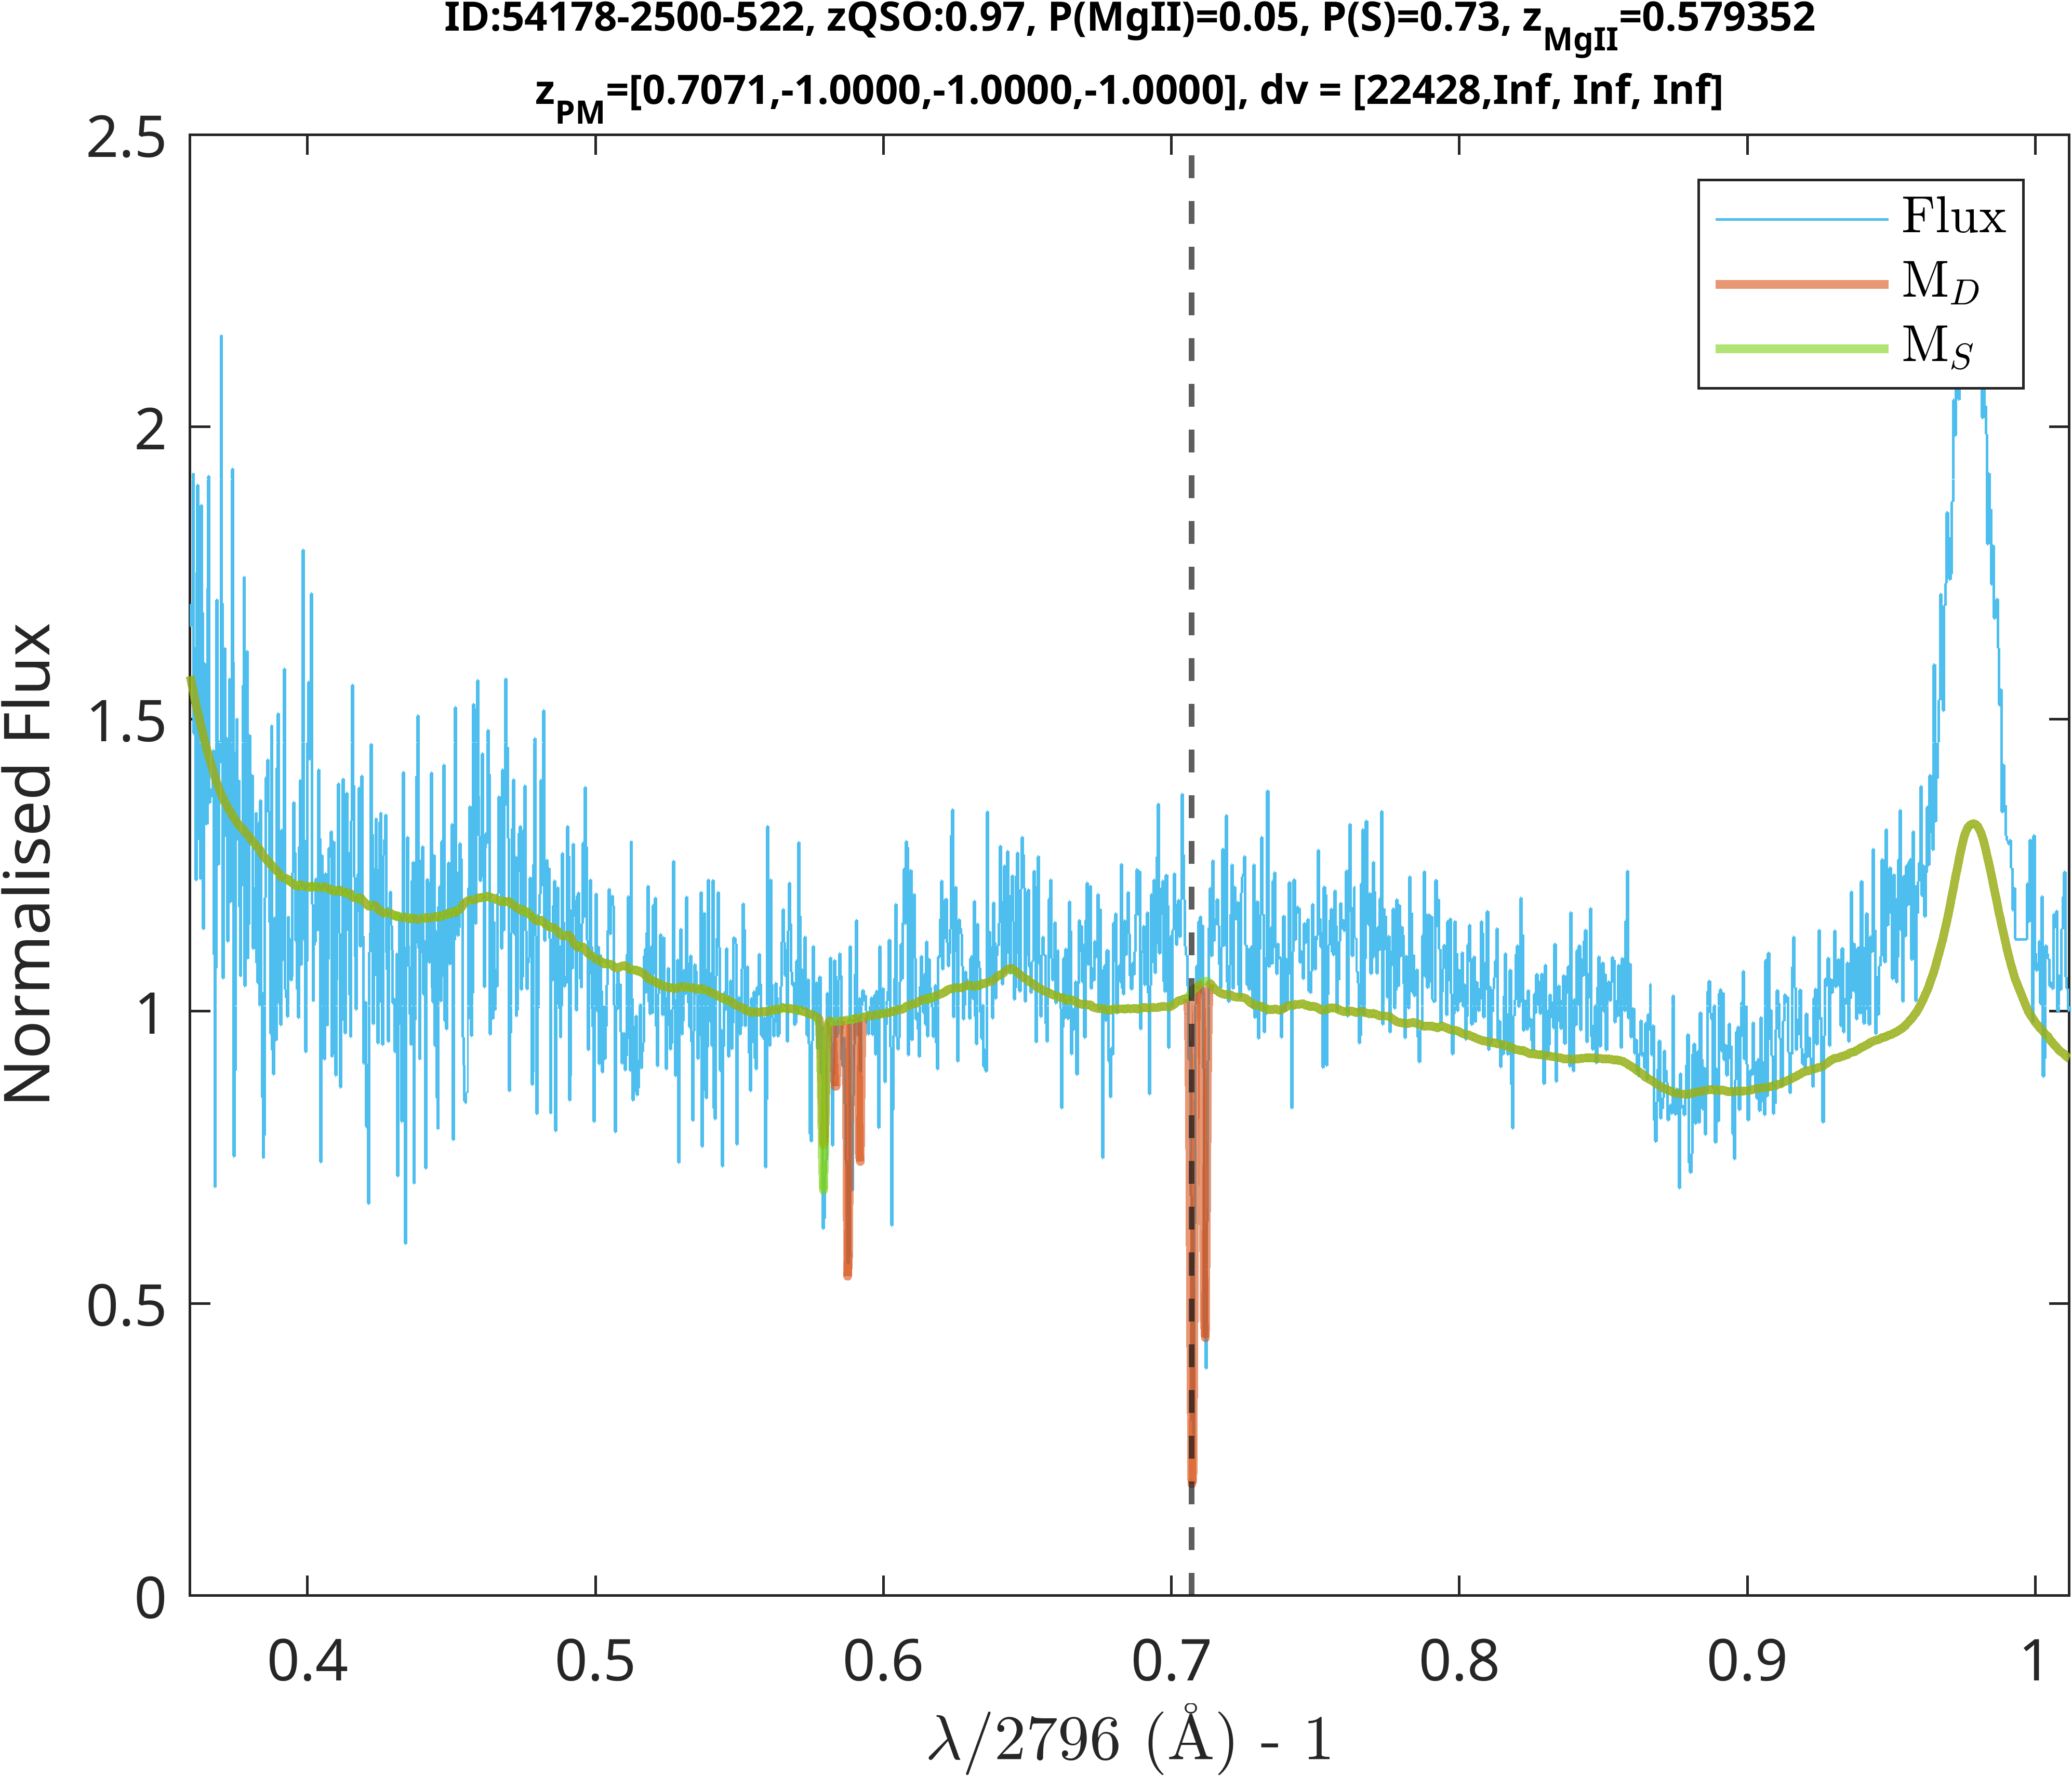 ID:54178-2500-522, zQSO:0.97, P(MgII)=0.05, P(S)=0.73, zMgII=0.579352
zPM=[0.7071,-1.0000,-1.0000,-1.0000], dv = [22428,Inf, Inf, Inf]
2.5
2
1.5
1
0.5
0
Normalised Flux
Flux
MD
MS
0.4
0.5
0.6
0.7
0.8
0.9
1
λ/2796 (Å) - 1